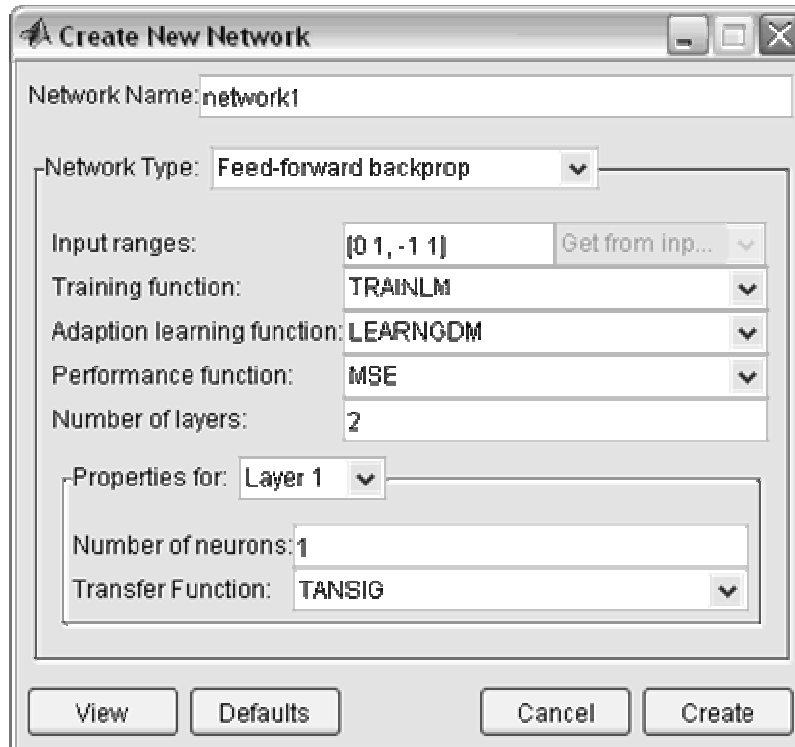 Create New Network
Network Name: network1
Network Type: Feed-forward backprop
Input ranges: [0 1, -1 1] Get from inp...
Training function: TRAINLM
Adaption learning function: LEARNGDM
Performance function: MSE
Number of layers: 2
Properties for: Layer 1
Number of neurons: 1
Transfer Function: TANSIG
View Defaults Cancel Create